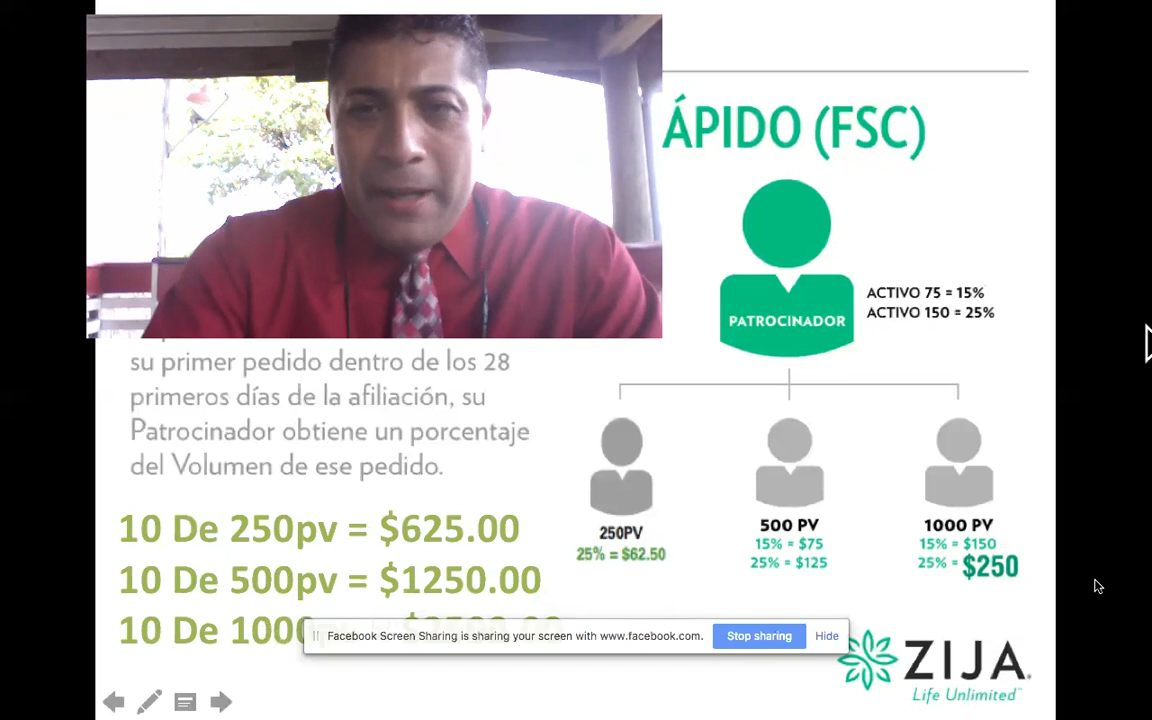 ÁPIDO (FSC)
PATROCINADOR
ACTIVO 75 = 15%
ACTIVO 150 = 25%
su primer pedido dentro de los 28
primeros días de la afiliación, su
Patrocinador obtiene un porcentaje
del Volumen de ese pedido.
250PV
25% = $62.50
500 PV
15% = $75
25% = $125
1000 PV
15% = $150
25% = $250
10 De 250pv = $625.00
10 De 500pv = $1250.00
10 De 1000
Facebook Screen Sharing is sharing your screen with www.facebook.com.
Stop sharing
Hide
ZIJA
Life Unlimited™